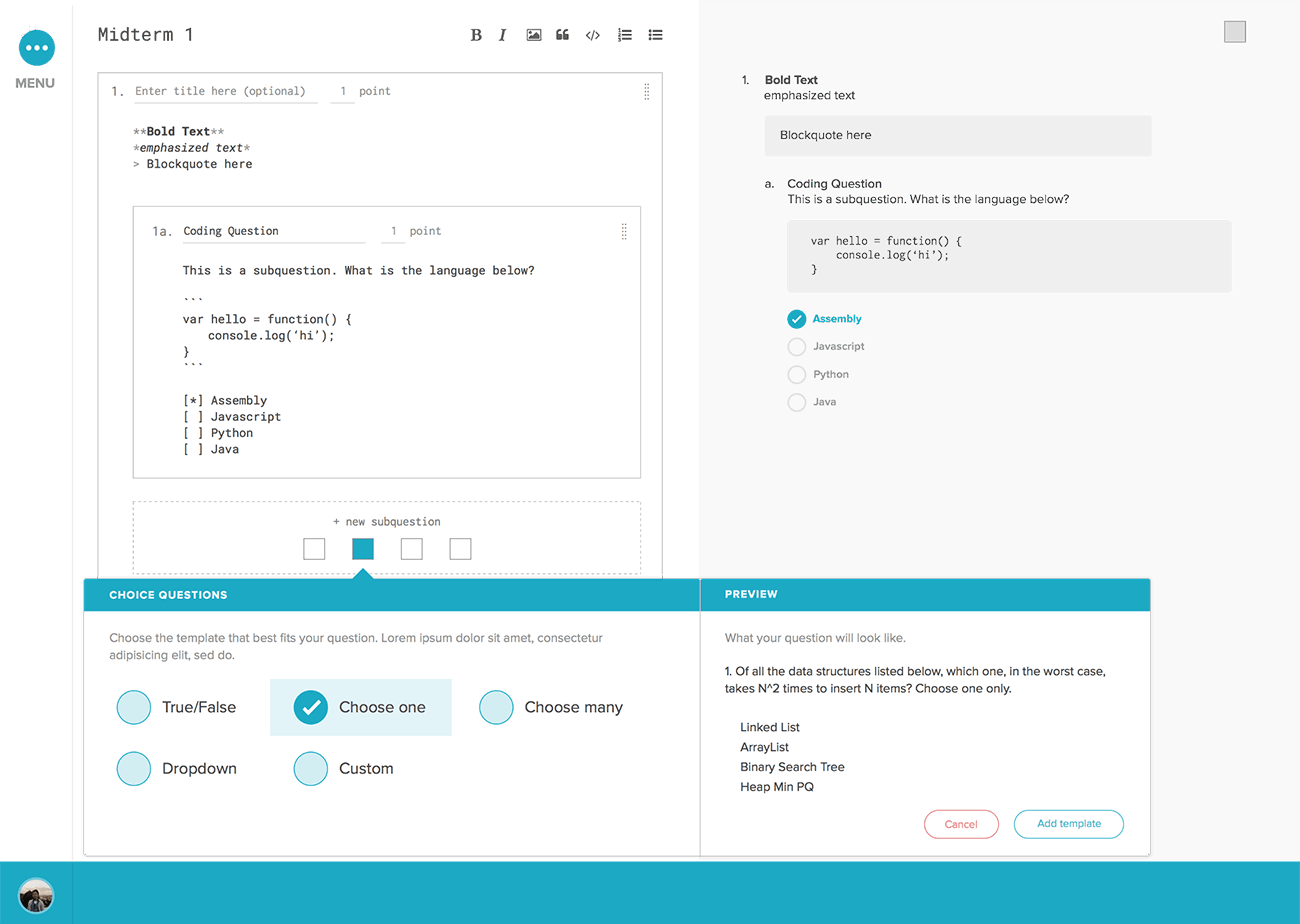 MENU
Midterm 1
B I
1. Enter title here (optional) 1 point
**Bold Text**
*emphasized text*
> Blockquote here
1a. Coding Question 1 point
This is a subquestion. What is the language below?
```
var hello = function() {
    console.log(‘hi’);
}
```
[*] Assembly
[ ] Javascript
[ ] Python
[ ] Java
+ new subquestion
1. Bold Text
emphasized text
Blockquote here
a. Coding Question
This is a subquestion. What is the language below?
var hello = function() {
    console.log(‘hi’);
}
Assembly
Javascript
Python
Java
CHOICE QUESTIONS
Choose the template that best fits your question. Lorem ipsum dolor sit amet, consectetur
adipisicing elit, sed do.
True/False
Choose one
Choose many
Dropdown
Custom
PREVIEW
What your question will look like.
1. Of all the data structures listed below, which one, in the worst case,
takes N^2 times to insert N items? Choose one only.
Linked List
ArrayList
Binary Search Tree
Heap Min PQ
Cancel
Add template